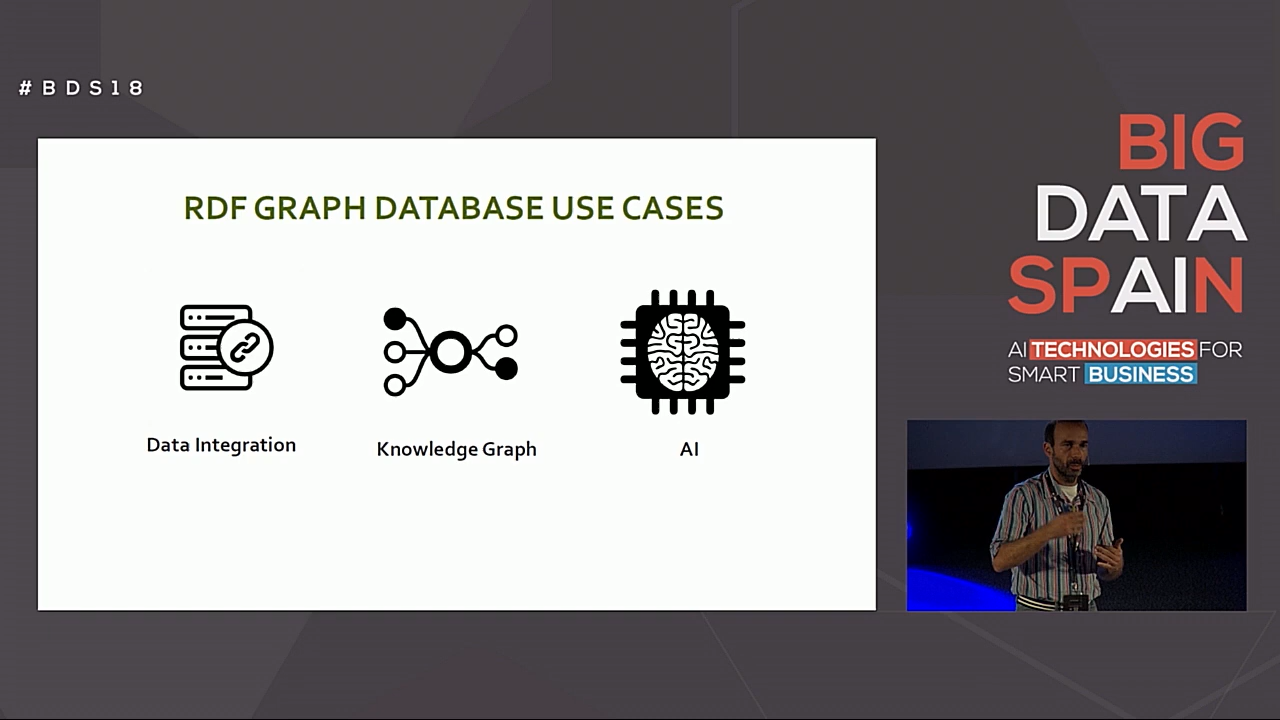 #BDS18
RDF GRAPH DATABASE USE CASES
Data Integration
Knowledge Graph
AI
BIG
DATA
SPAIN
AI TECHNOLOGIES FOR
SMART BUSINESS